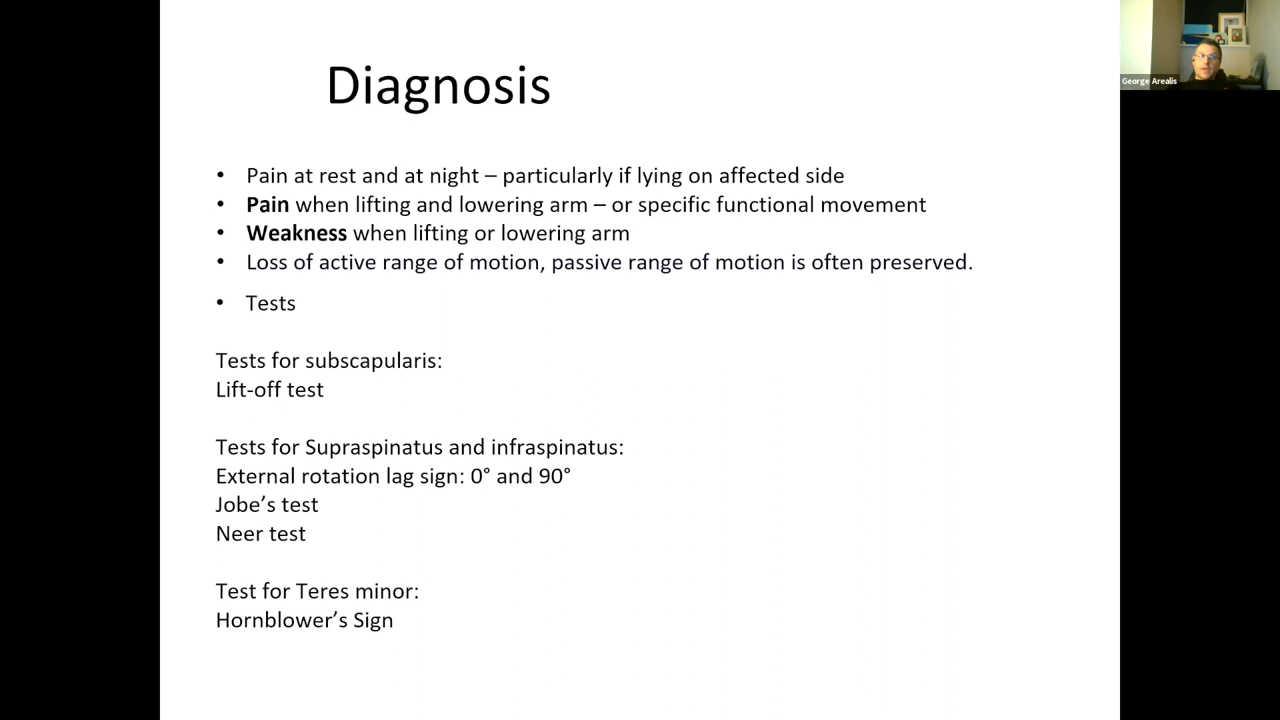 Diagnosis
• Pain at rest and at night – particularly if lying on affected side
• Pain when lifting and lowering arm – or specific functional movement
• Weakness when lifting or lowering arm
• Loss of active range of motion, passive range of motion is often preserved.
• Tests
Tests for subscapularis:
Lift-off test
Tests for Supraspinatus and infraspinatus:
External rotation lag sign: 0° and 90°
Jobe’s test
Neer test
Test for Teres minor:
Hornblower’s Sign
George Arealis